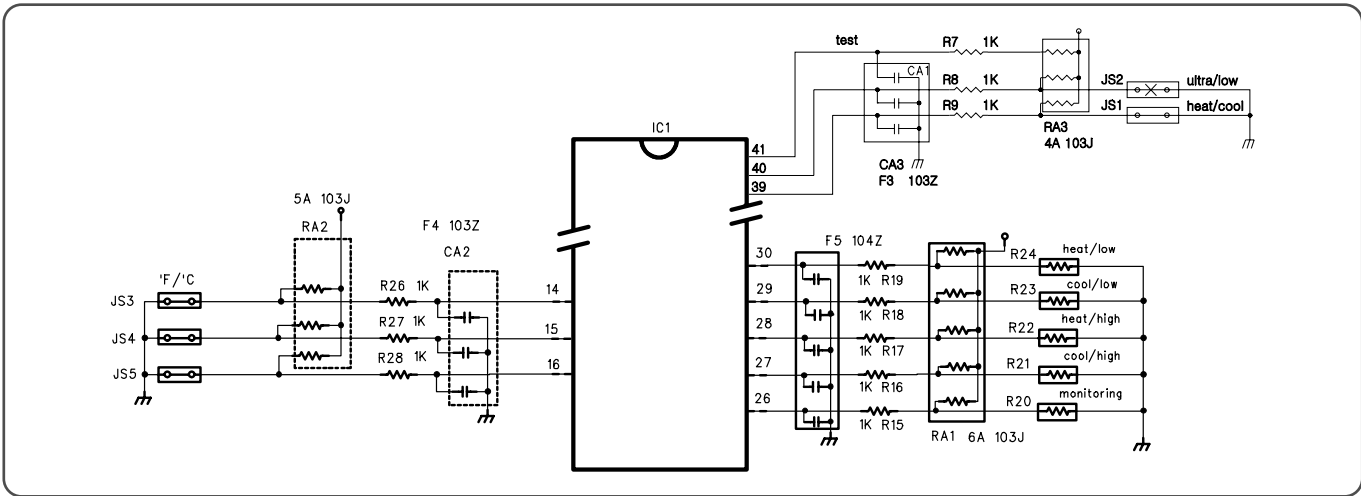 test
R7 1K
CA1
R8 1K
JS2 ultra/low
R9 1K
JS1 heat/cool
RA3
4A 103J
IC1
41
CA3
F3 103Z
40
39
5A 103J
RA2
F4 103Z
CA2
'F/'C
JS3
R26 1K
14
JS4
R27 1K
15
JS5
R28 1K
16
30
F5 104Z
1K R19
R24 heat/low
29
1K R18
R23 cool/low
28
1K R17
R22 heat/high
27
1K R16
R21 cool/high
26
1K R15
R20 monitoring
RA1 6A 103J